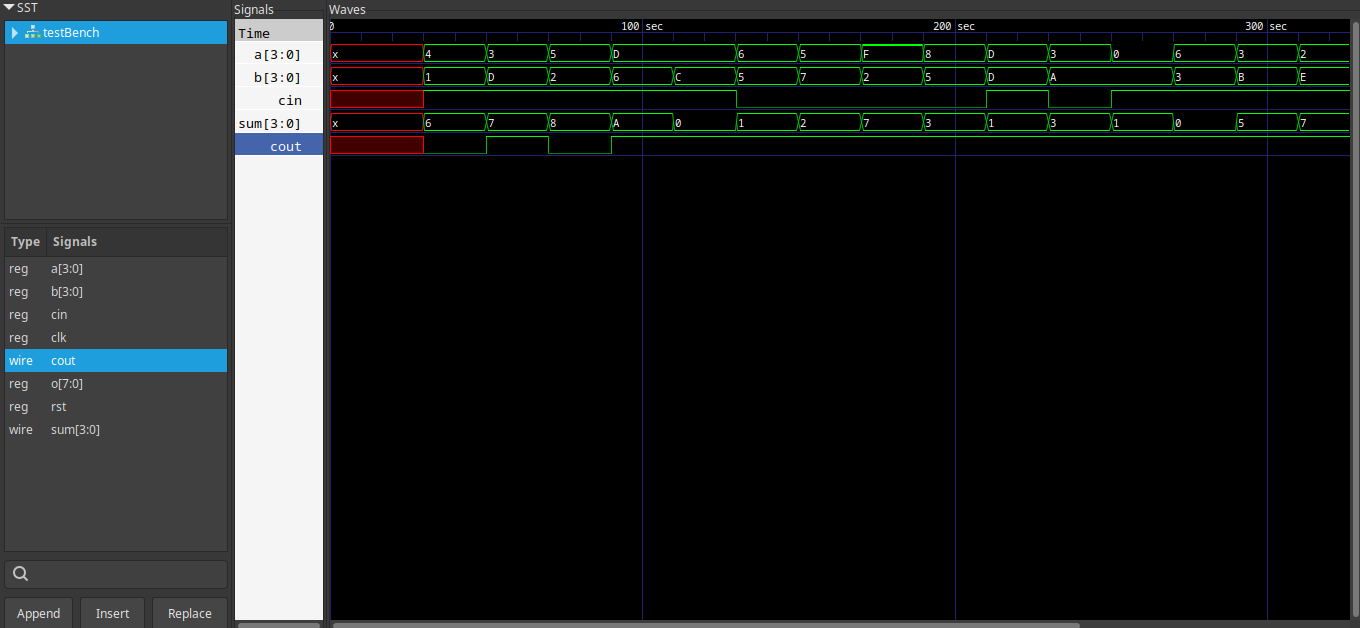 SST
testBench
Type Signals
reg a[3:0]
reg b[3:0]
reg cin
reg clk
wire cout
reg o[7:0]
reg rst
wire sum[3:0]
Append Insert Replace
Signals
Time
a[3:0]
b[3:0]
cin
sum[3:0]
cout
Waves
0 100 sec 200 sec 300 sec
x 4 3 5 D 6 5 F 8 D 3 0 6 3 2
x 1 D 2 6 C 5 7 2 5 D A 3 B E
x 6 7 8 A 0 1 2 7 3 1 3 1 0 5 7